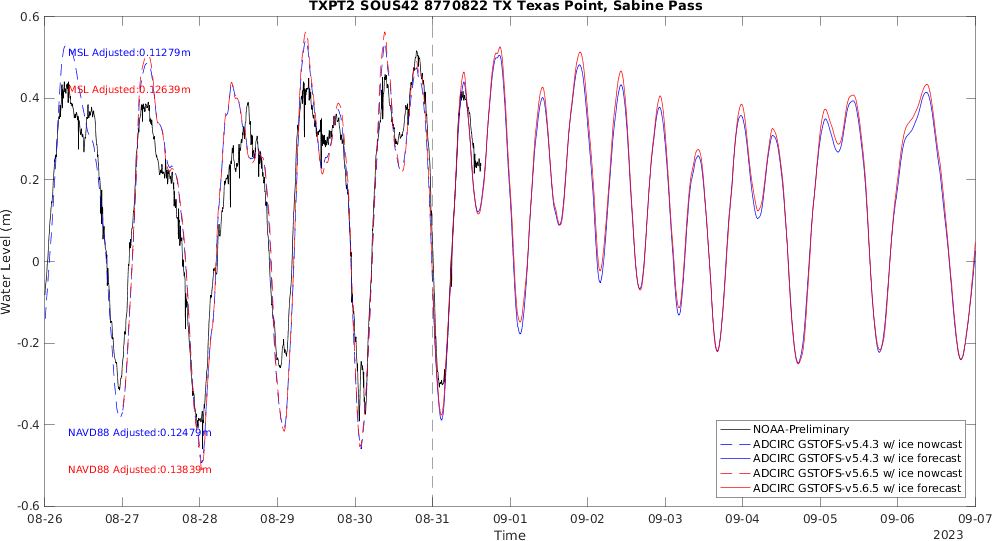 TXPT2 SOUS42 8770822 TX Texas Point, Sabine Pass
0.6
0.4
0.2
0
-0.2
-0.4
-0.6
Water Level (m)
MSL Adjusted:0.11279m
MSL Adjusted:0.12639m
NAVD88 Adjusted:0.12479m
NAVD88 Adjusted:0.13839m
NOAA-Preliminary
ADCIRC GSTOFS-v5.4.3 w/ ice nowcast
ADCIRC GSTOFS-v5.4.3 w/ ice forecast
ADCIRC GSTOFS-v5.6.5 w/ ice nowcast
ADCIRC GSTOFS-v5.6.5 w/ ice forecast
08-26 08-27 08-28 08-29 08-30 08-31 09-01 09-02 09-03 09-04 09-05 09-06 09-07
Time
2023